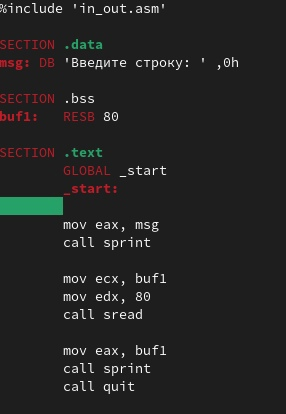 %include 'in_out.asm'
SECTION .data
msg: DB 'Введите строку: ' ,0h
SECTION .bss
buf1: RESB 80
SECTION .text
GLOBAL _start
_start:
mov eax, msg
call sprint
mov ecx, buf1
mov edx, 80
call sread
mov eax, buf1
call sprint
call quit